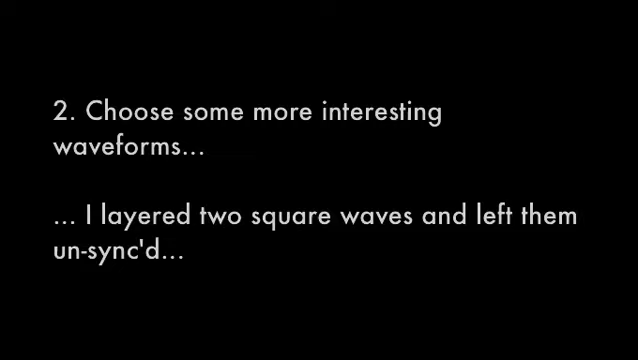 2. Choose some more interesting
waveforms...
... I layered two square waves and left them
un-sync'd...